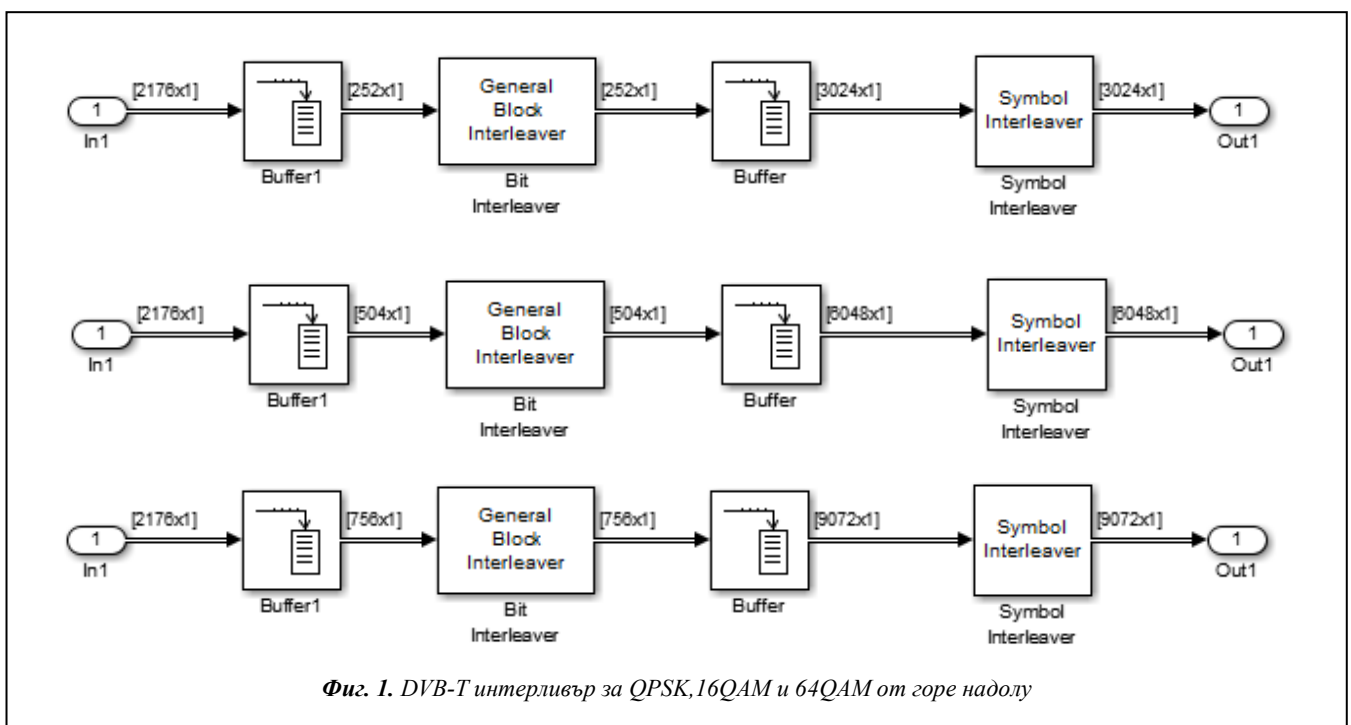 [2176x1] [252x1] [252x1] [3024x1] [3024x1]
1
In1
Buffer1
General
Block
Interleaver
Bit
Interleaver
Buffer
Symbol
Interleaver
Symbol
Interleaver
1
Out1
[2176x1] [504x1] [504x1] [6048x1] [6048x1]
1
In1
Buffer1
General
Block
Interleaver
Bit
Interleaver
Buffer
Symbol
Interleaver
Symbol
Interleaver
1
Out1
[2176x1] [756x1] [756x1] [9072x1] [9072x1]
1
In1
Buffer1
General
Block
Interleaver
Bit
Interleaver
Buffer
Symbol
Interleaver
Symbol
Interleaver
1
Out1
Фиг. 1. DVB-T интерливър за QPSK,16QAM и 64QAM от горе надолу